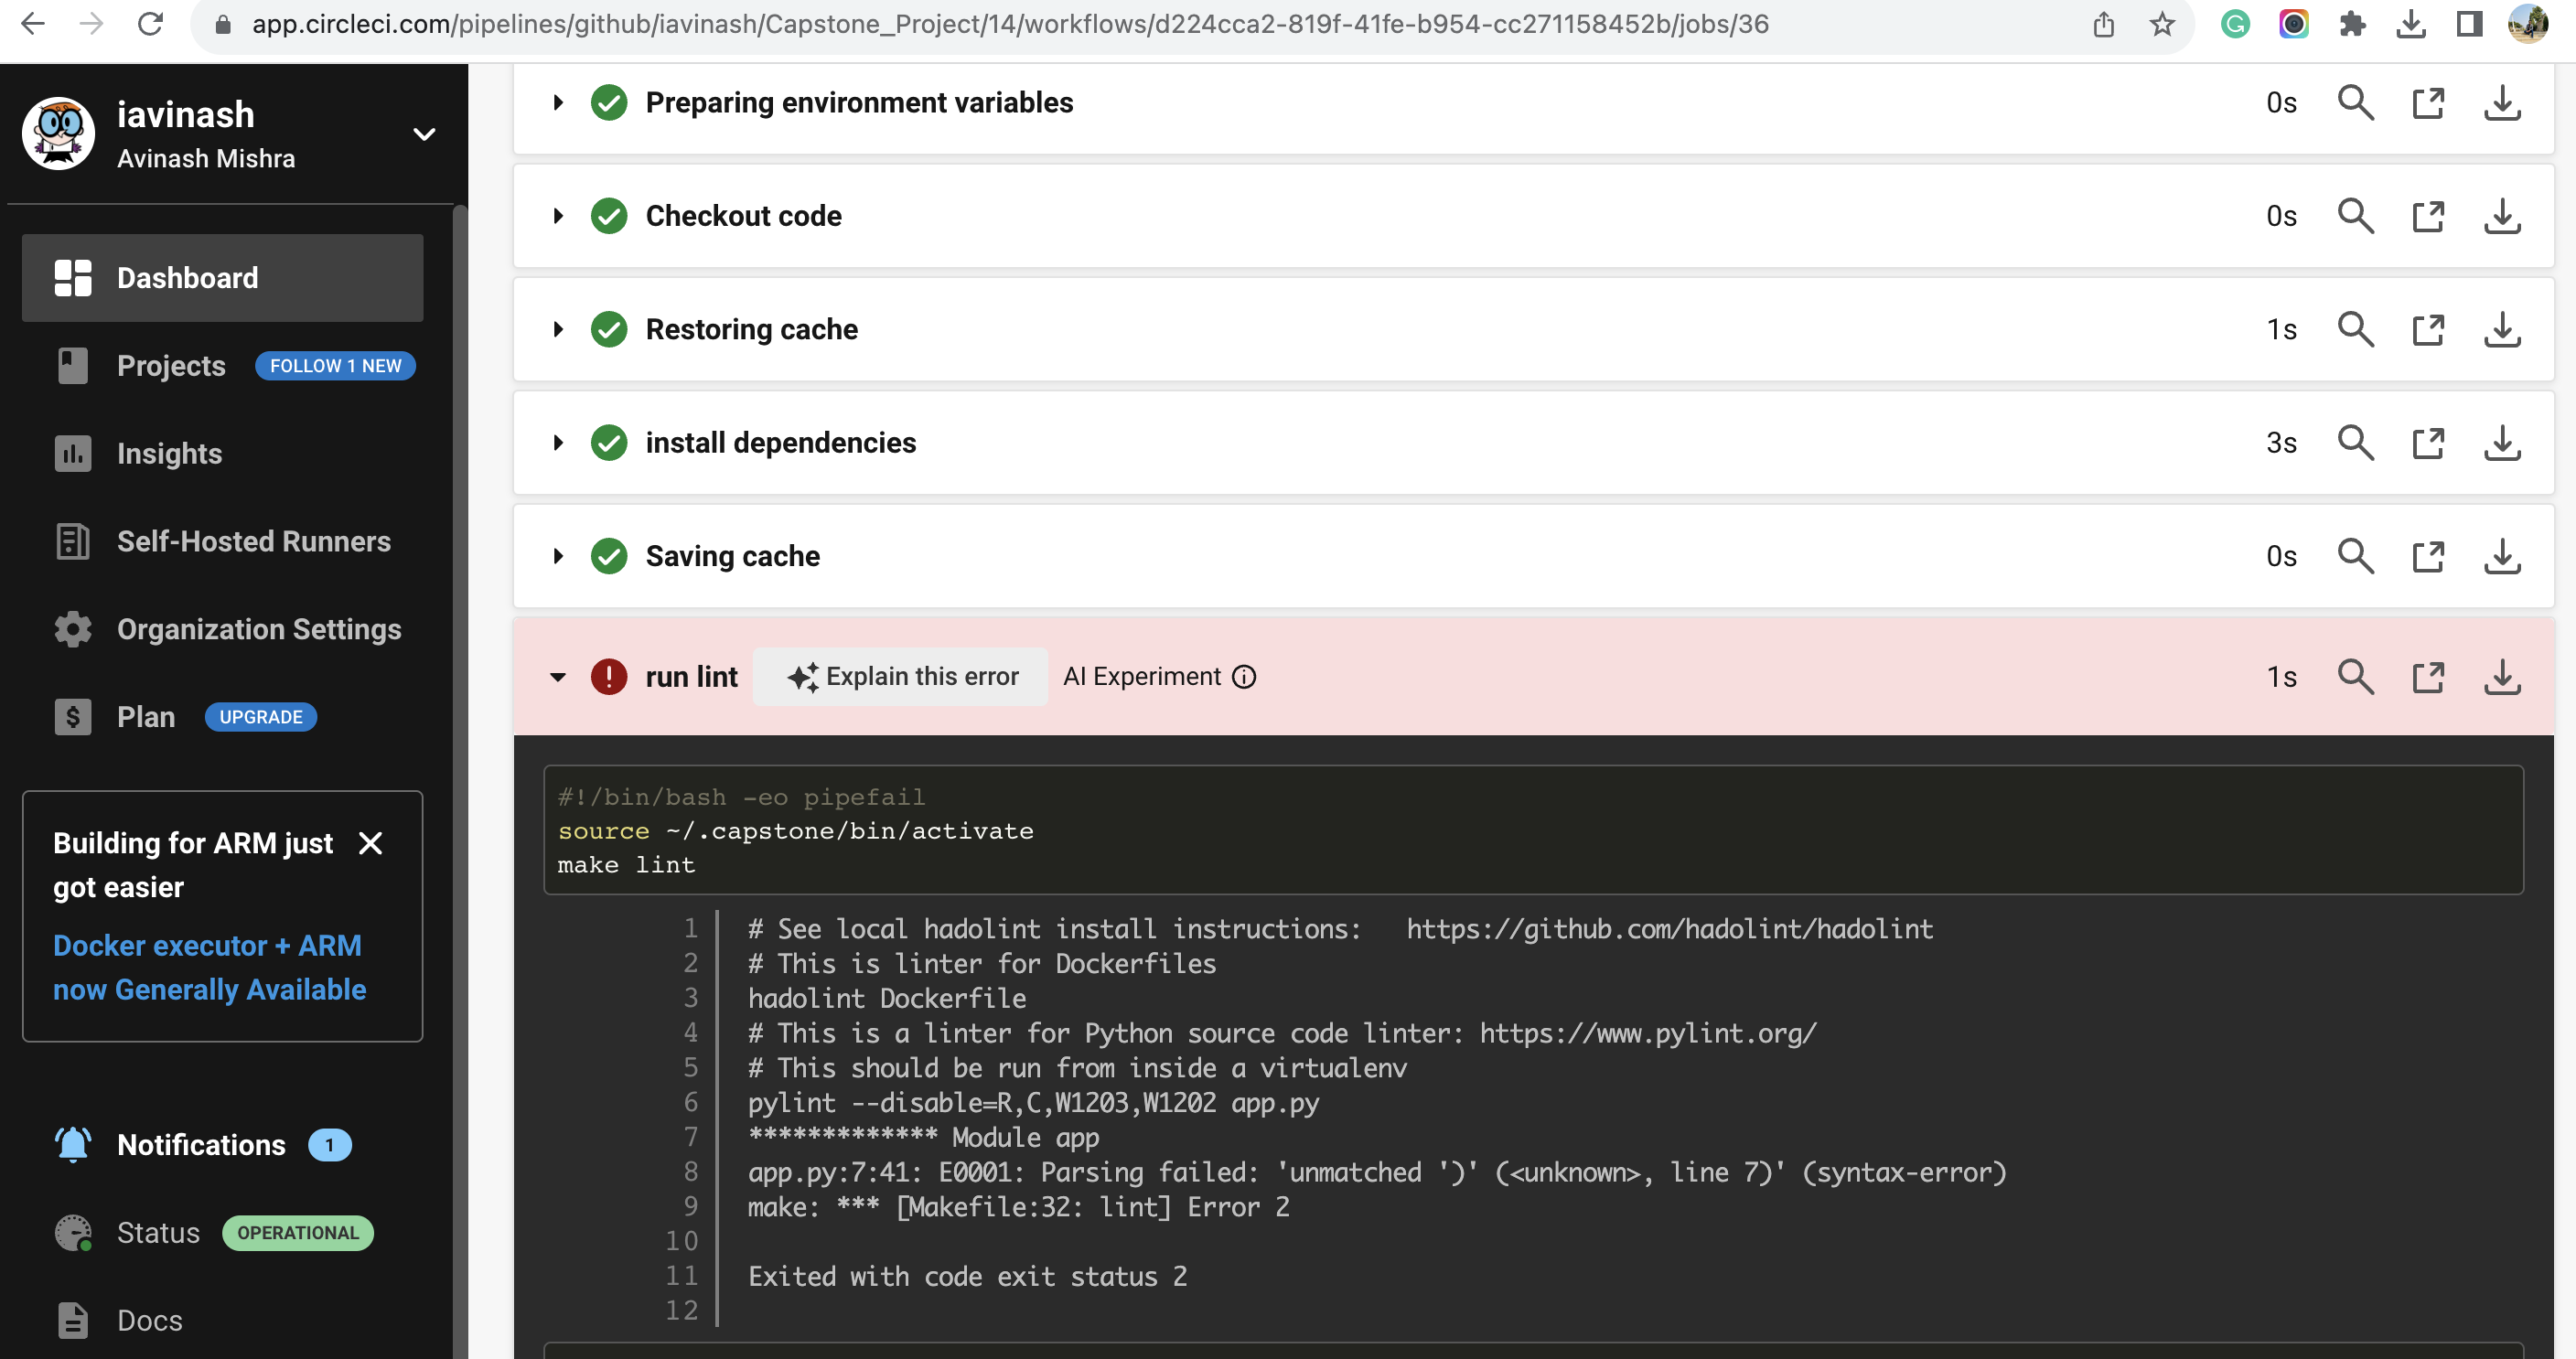 app.circleci.com/pipelines/github/iavinash/Capstone_Project/14/workflows/d224cca2-819f-41fe-b954-cc271158452b/jobs/36
iavinash
Avinash Mishra
Dashboard
Projects FOLLOW 1 NEW
Insights
Self-Hosted Runners
Organization Settings
Plan UPGRADE
Building for ARM just
got easier
Docker executor + ARM
now Generally Available
Notifications 1
Status OPERATIONAL
Docs
Preparing environment variables 0s
Checkout code 0s
Restoring cache 1s
install dependencies 3s
Saving cache 0s
run lint Explain this error AI Experiment 1s
#!/bin/bash -eo pipefail
source ~/.capstone/bin/activate
make lint
1 # See local hadolint install instructions:   https://github.com/hadolint/hadolint
2 # This is linter for Dockerfiles
3 hadolint Dockerfile
4 # This is a linter for Python source code linter: https://www.pylint.org/
5 # This should be run from inside a virtualenv
6 pylint --disable=R,C,W1203,W1202 app.py
7 ************* Module app
8 app.py:7:41: E0001: Parsing failed: 'unmatched ')' (<unknown>, line 7)' (syntax-error)
9 make: *** [Makefile:32: lint] Error 2
10
11 Exited with code exit status 2
12